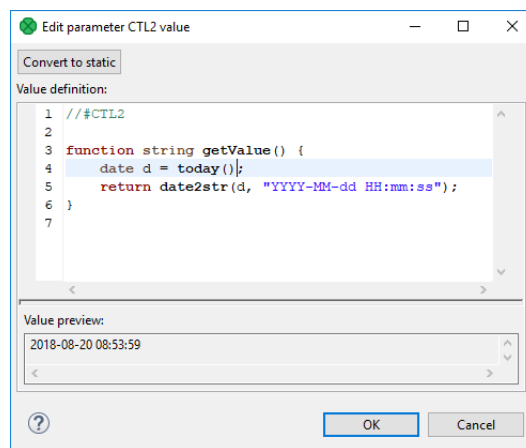 Edit parameter CTL2 value
Convert to static
Value definition:
1 //#CTL2
2
3 function string getValue() {
4 date d = today();
5 return date2str(d, "YYYY-MM-dd HH:mm:ss");
6 }
7
Value preview:
2018-08-20 08:53:59
? OK Cancel